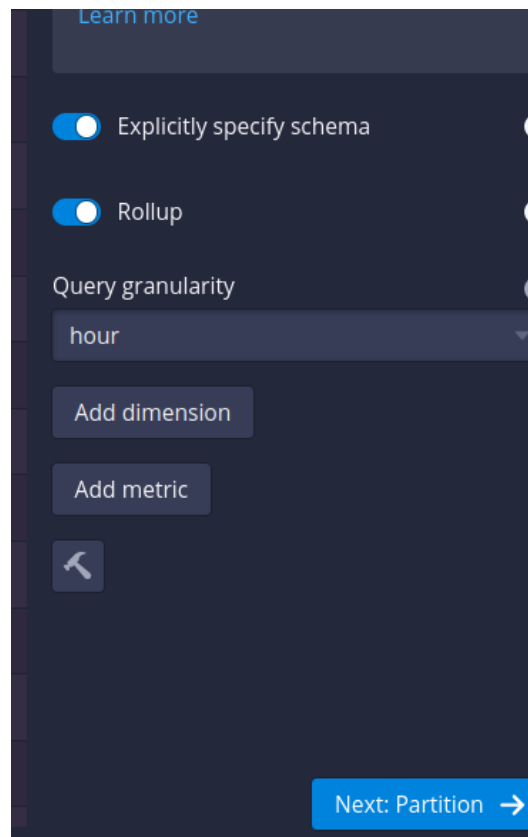 Learn more
Explicitly specify schema
Rollup
Query granularity
hour
Add dimension
Add metric
Next: Partition